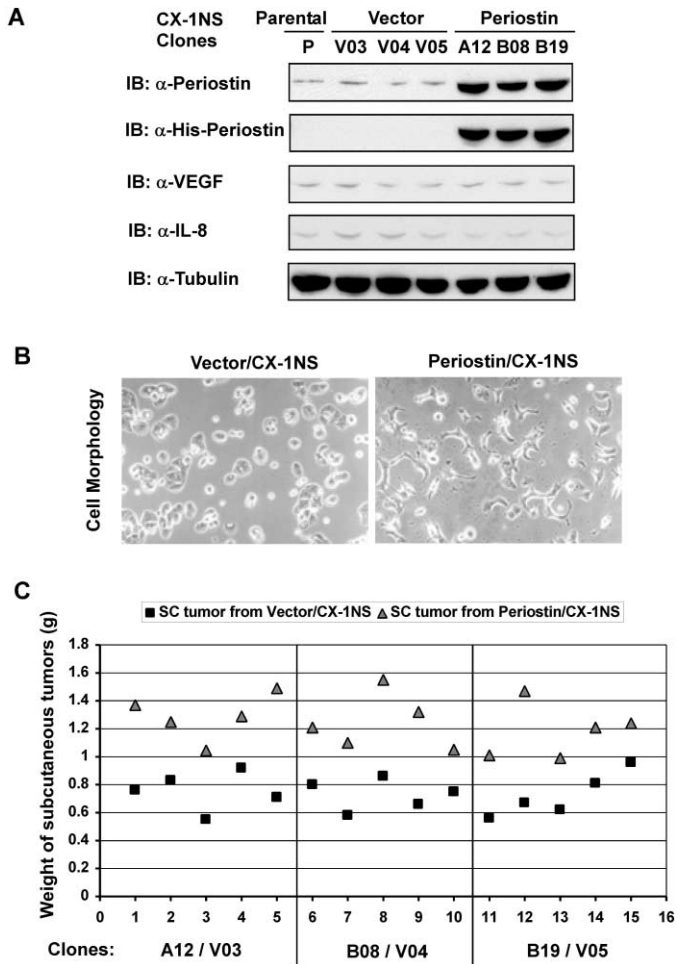 A
CX-1NS Clones
Parental Vector Periostin
P V03 V04 V05 A12 B08 B19
IB: α-Periostin
IB: α-His-Periostin
IB: α-VEGF
IB: α-IL-8
IB: α-Tubulin
B
Vector/CX-1NS Periostin/CX-1NS
Cell Morphology
C
SC tumor from Vector/CX-1NS SC tumor from Periostin/CX-1NS
Weight of subcutaneous tumors (g)
1.8
1.6
1.4
1.2
1
0.8
0.6
0.4
0.2
0
0 1 2 3 4 5 6 7 8 9 10 11 12 13 14 15 16
Clones: A12 / V03 B08 / V04 B19 / V05